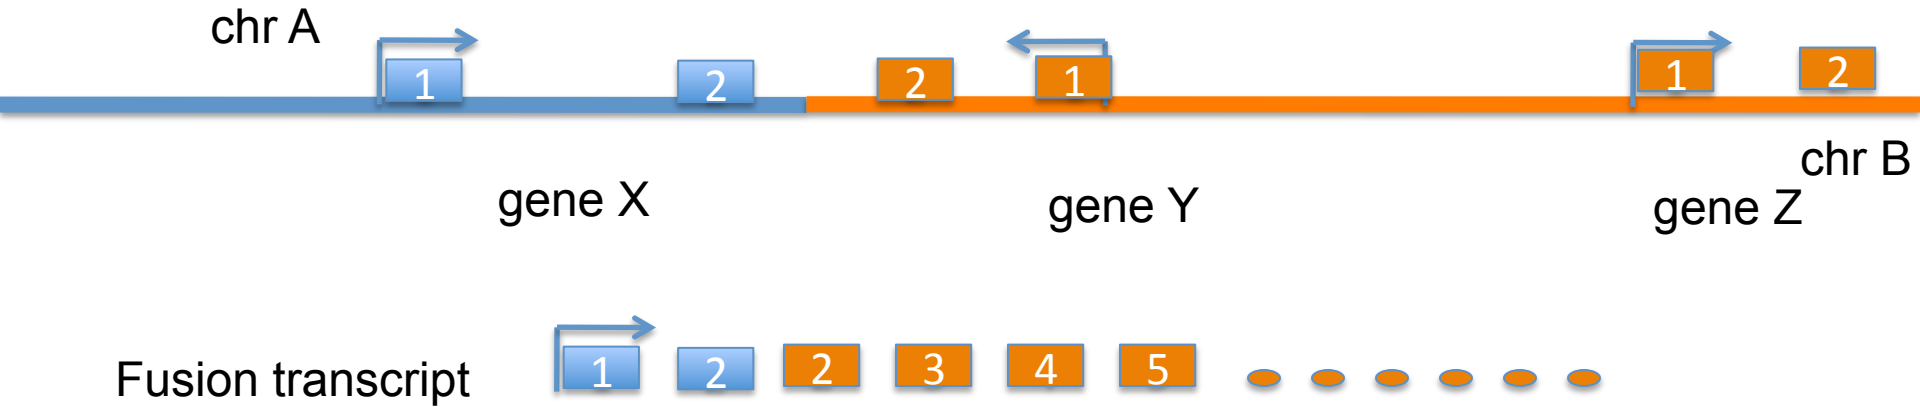 chr A
1 2 2 1 1 2
chr B
gene X gene Y gene Z
Fusion transcript 1 2 2 3 4 5